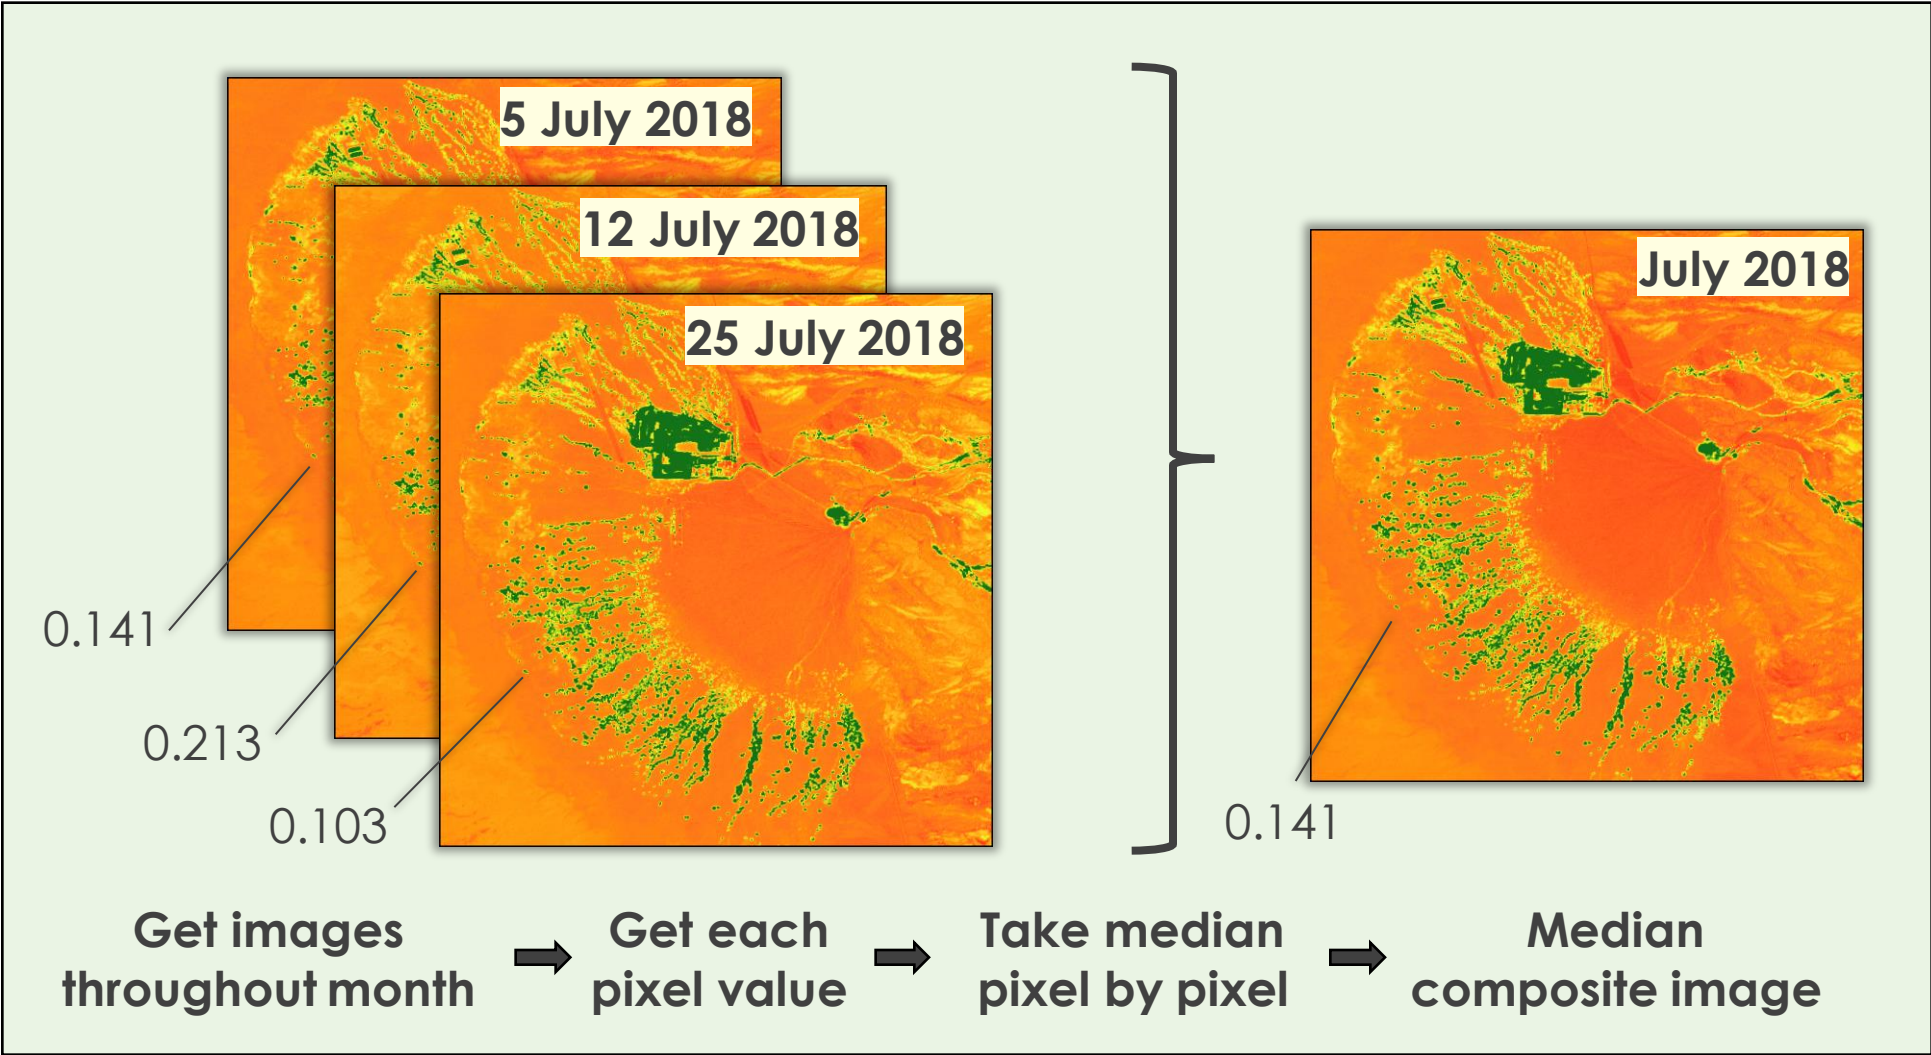 5 July 2018
12 July 2018
25 July 2018
July 2018
0.141
0.213
0.103
0.141
Get images
throughout month
Get each
pixel value
Take median
pixel by pixel
Median
composite image